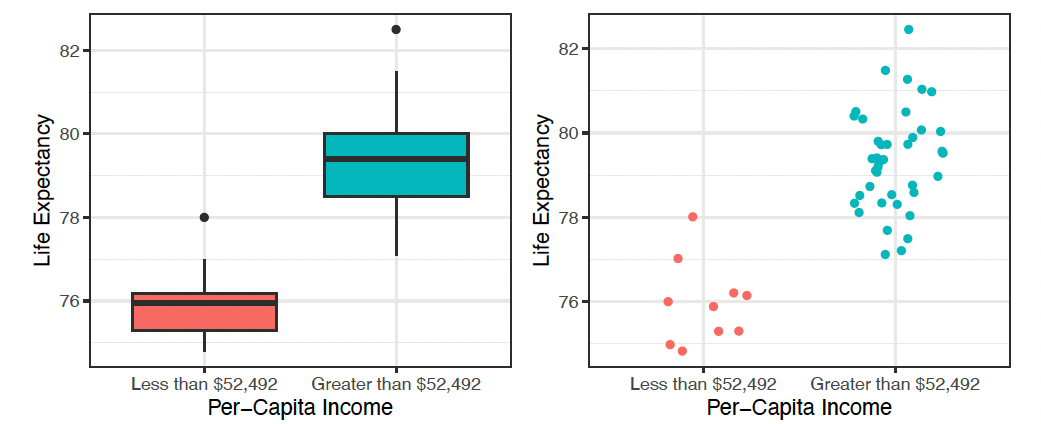 82
80
78
76
Life Expectancy
Less than $52,492
Greater than $52,492
Per-Capita Income
82
80
78
76
Life Expectancy
Less than $52,492
Greater than $52,492
Per-Capita Income